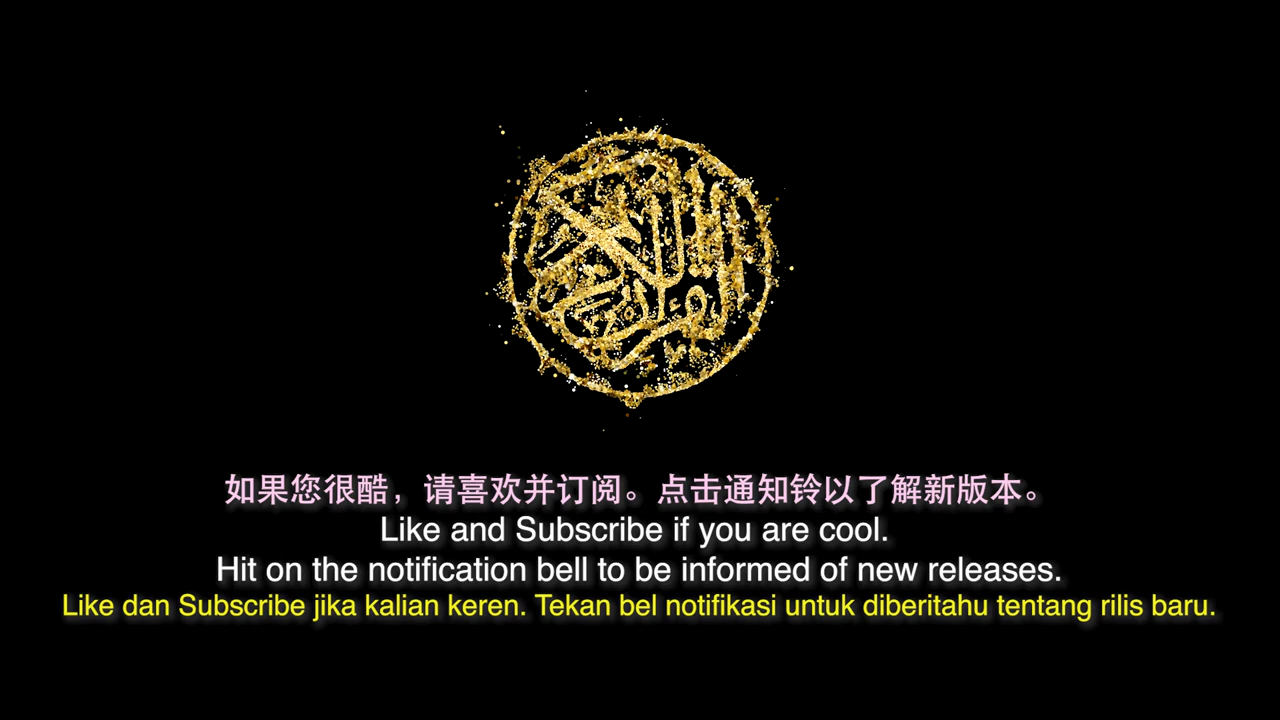 القرآن الكريم
如果您很酷，请喜欢并订阅。点击通知铃以了解新版本。
Like and Subscribe if you are cool.
Hit on the notification bell to be informed of new releases.
Like dan Subscribe jika kalian keren. Tekan bel notifikasi untuk diberitahu tentang rilis baru.